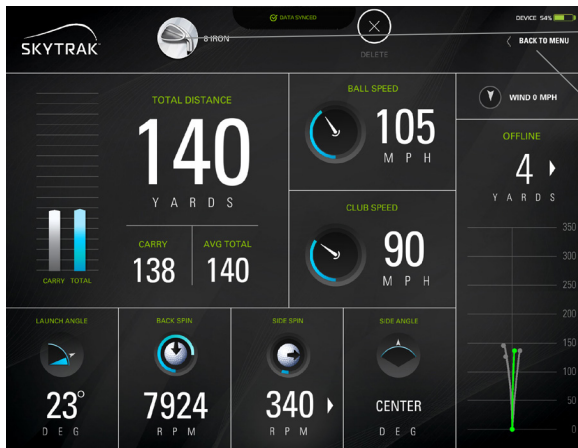 DATA SYNCED
DEVICE 54%
SKYTRAK
8 IRON
DELETE
BACK TO MENU
TOTAL DISTANCE
140
YARDS
CARRY
138
AVG TOTAL
140
CARRY TOTAL
BALL SPEED
105
MPH
CLUB SPEED
90
MPH
WIND 0 MPH
OFFLINE
4
YARDS
350
300
250
200
150
100
50
0
LAUNCH ANGLE
23°
DEG
BACK SPIN
7924
RPM
SIDE SPIN
340
RPM
SIDE ANGLE
CENTER
DEG